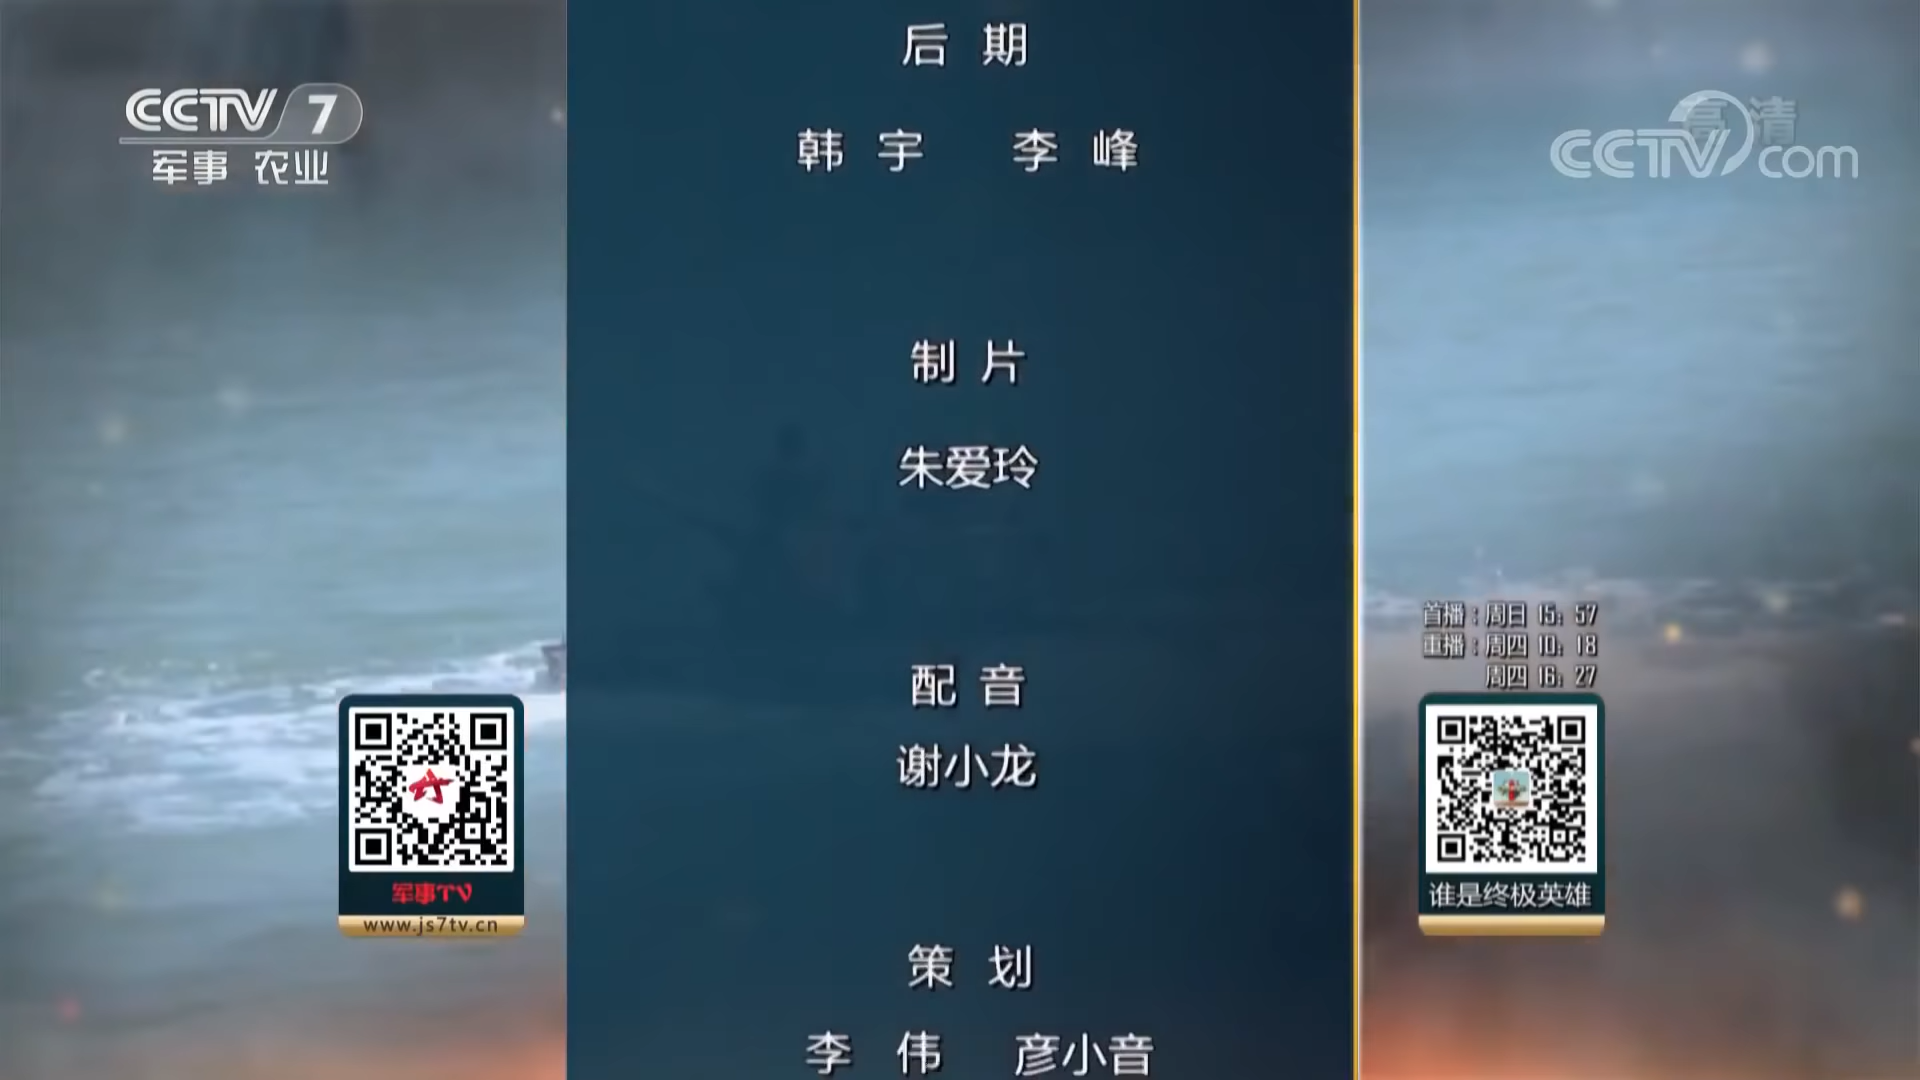 CCTV 7
军事 农业
高清
CCTV.com
后期
韩宇 李峰
制片
朱爱玲
配音
谢小龙
策划
李伟 彦小音
军事TV
www.js7tv.cn
首播：周日 15：57
重播：周四 10：18
周四 16：27
谁是终极英雄